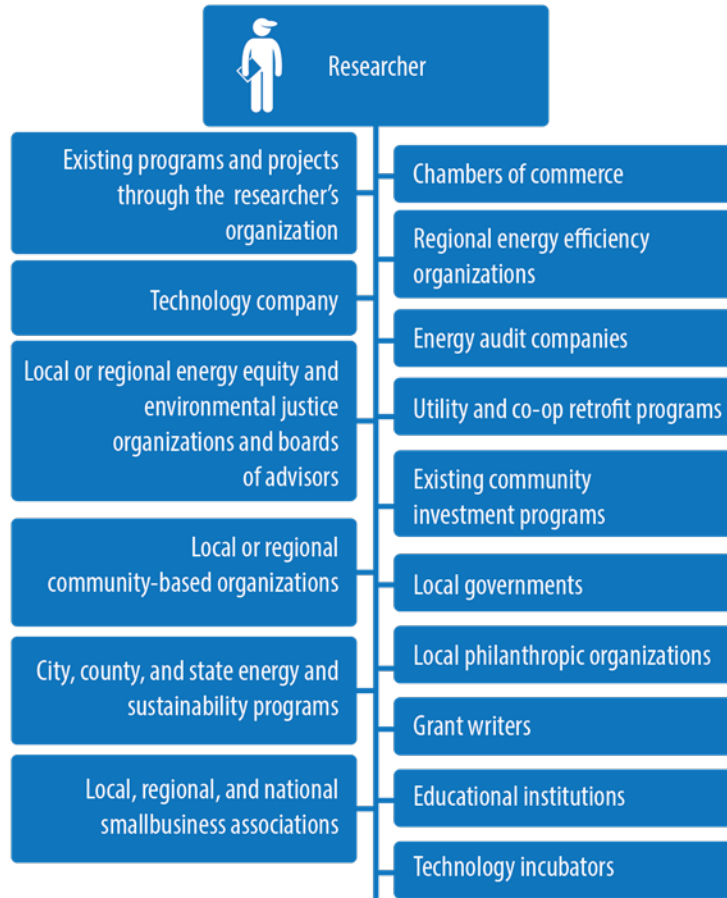 Researcher
Existing programs and projects
through the researcher's
organization
Technology company
Local or regional energy equity and
environmental justice
organizations and boards
of advisors
Local or regional
community-based organizations
City, county, and state energy and
sustainability programs
Local, regional, and national
smallbusiness associations
Chambers of commerce
Regional energy efficiency
organizations
Energy audit companies
Utility and co-op retrofit programs
Existing community
investment programs
Local governments
Local philanthropic organizations
Grant writers
Educational institutions
Technology incubators